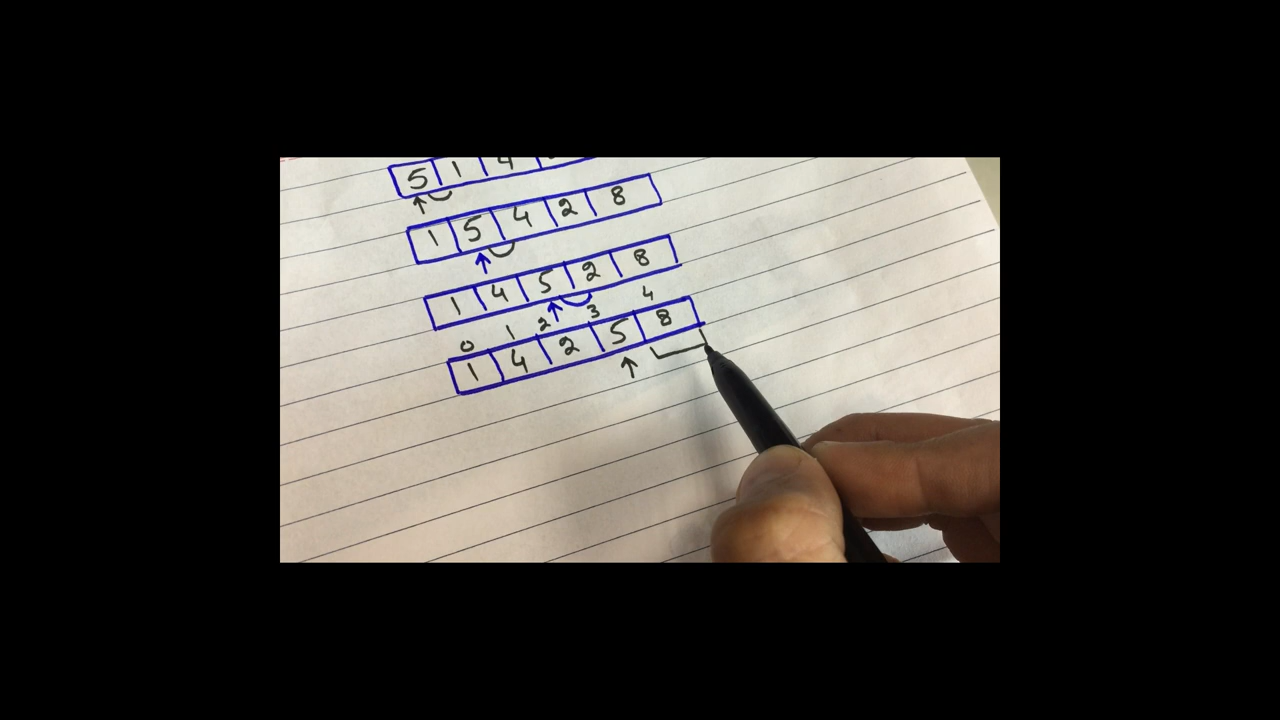 5 1 4
1 5 4 2 8
1 4 5 2 8
0 1 2 3 4
1 4 2 5 8